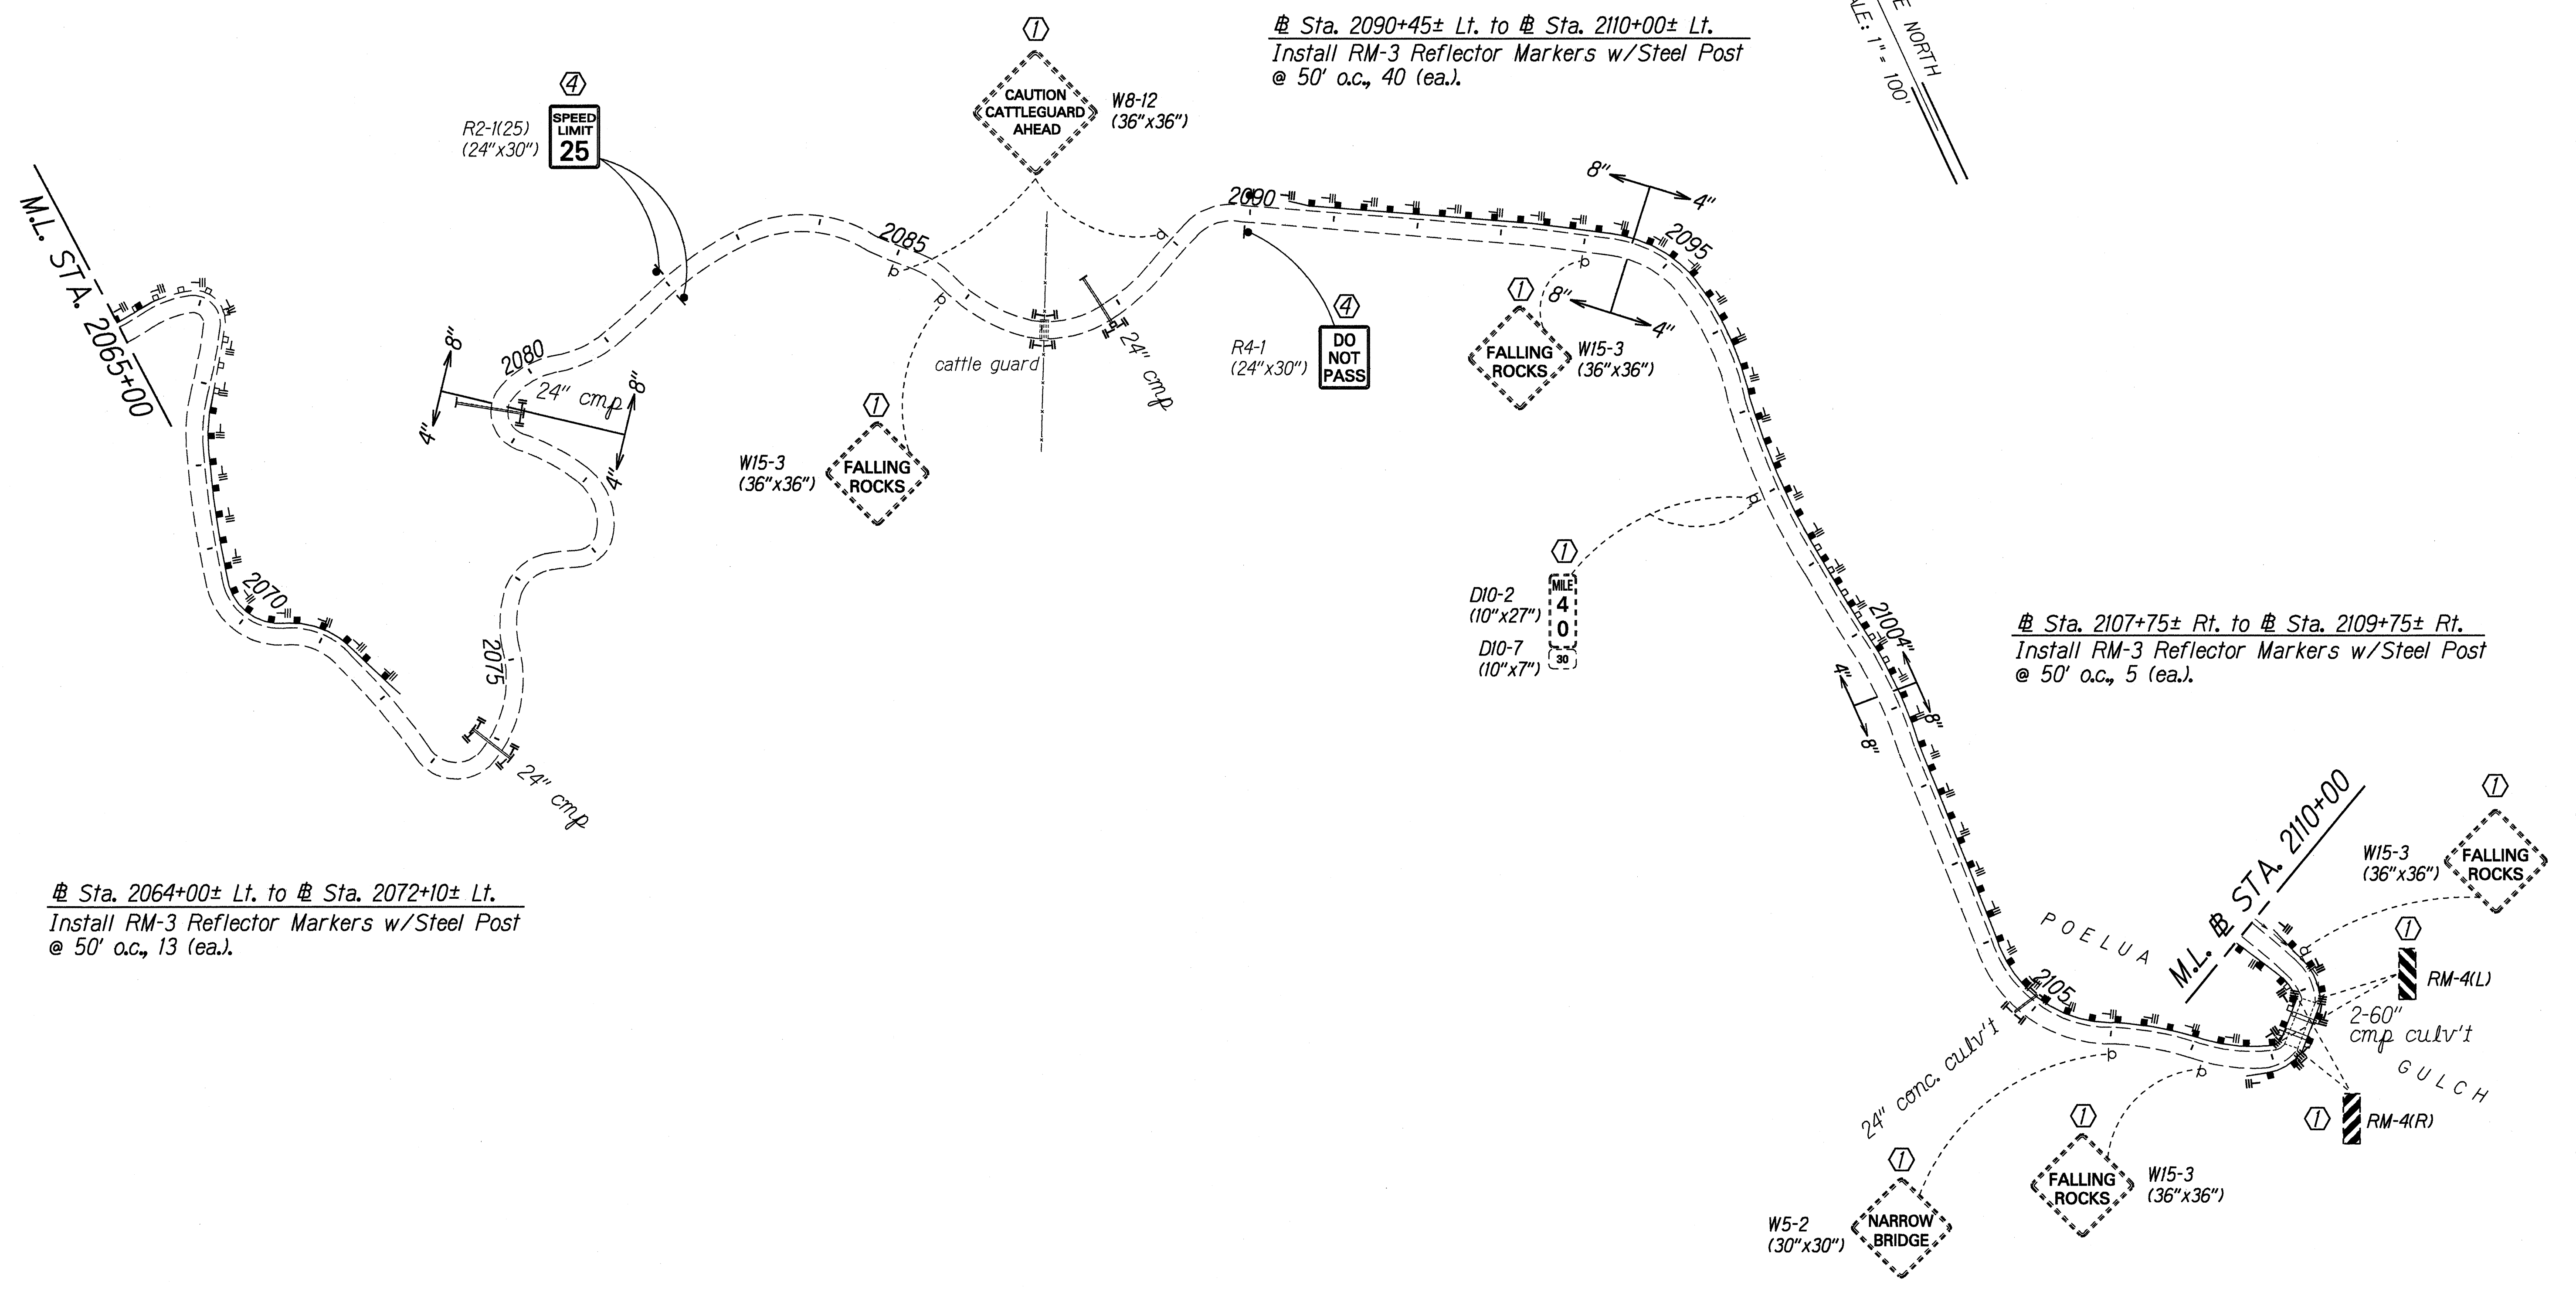 ℄ Sta. 2090+45± Lt. to ℄ Sta. 2110+00± Lt.
Install RM-3 Reflector Markers w/Steel Post
@ 50' o.c., 40 (ea.).
E NORTH
ALE: 1" = 100'
1
CAUTION
CATTLEGUARD
AHEAD
W8-12
(36"x36")
4
R2-1(25)
(24"x30")
SPEED
LIMIT
25
M.L. STA. 2065+00
2070
2075
2080
2085
2090
2095
2100
2105
8"
4"
8"
4"
24" cmp
24" cmp
24" cmp
cattle guard
1
W15-3
(36"x36")
FALLING
ROCKS
4
R4-1
(24"x30")
DO
NOT
PASS
8"
4"
8"
4"
1
FALLING
ROCKS
W15-3
(36"x36")
1
D10-2
(10"x27")
MILE
4
0
D10-7
(10"x7")
30
4"
8"
4"
8"
℄ Sta. 2107+75± Rt. to ℄ Sta. 2109+75± Rt.
Install RM-3 Reflector Markers w/Steel Post
@ 50' o.c., 5 (ea.).
℄ Sta. 2064+00± Lt. to ℄ Sta. 2072+10± Lt.
Install RM-3 Reflector Markers w/Steel Post
@ 50' o.c., 13 (ea.).
M.L. ℄ STA. 2110+00
1
W15-3
(36"x36")
FALLING
ROCKS
1
RM-4(L)
POELUA
GULCH
2-60"
cmp culv't
24" conc. culv't
1
RM-4(R)
1
FALLING
ROCKS
W15-3
(36"x36")
1
W5-2
(30"x30")
NARROW
BRIDGE